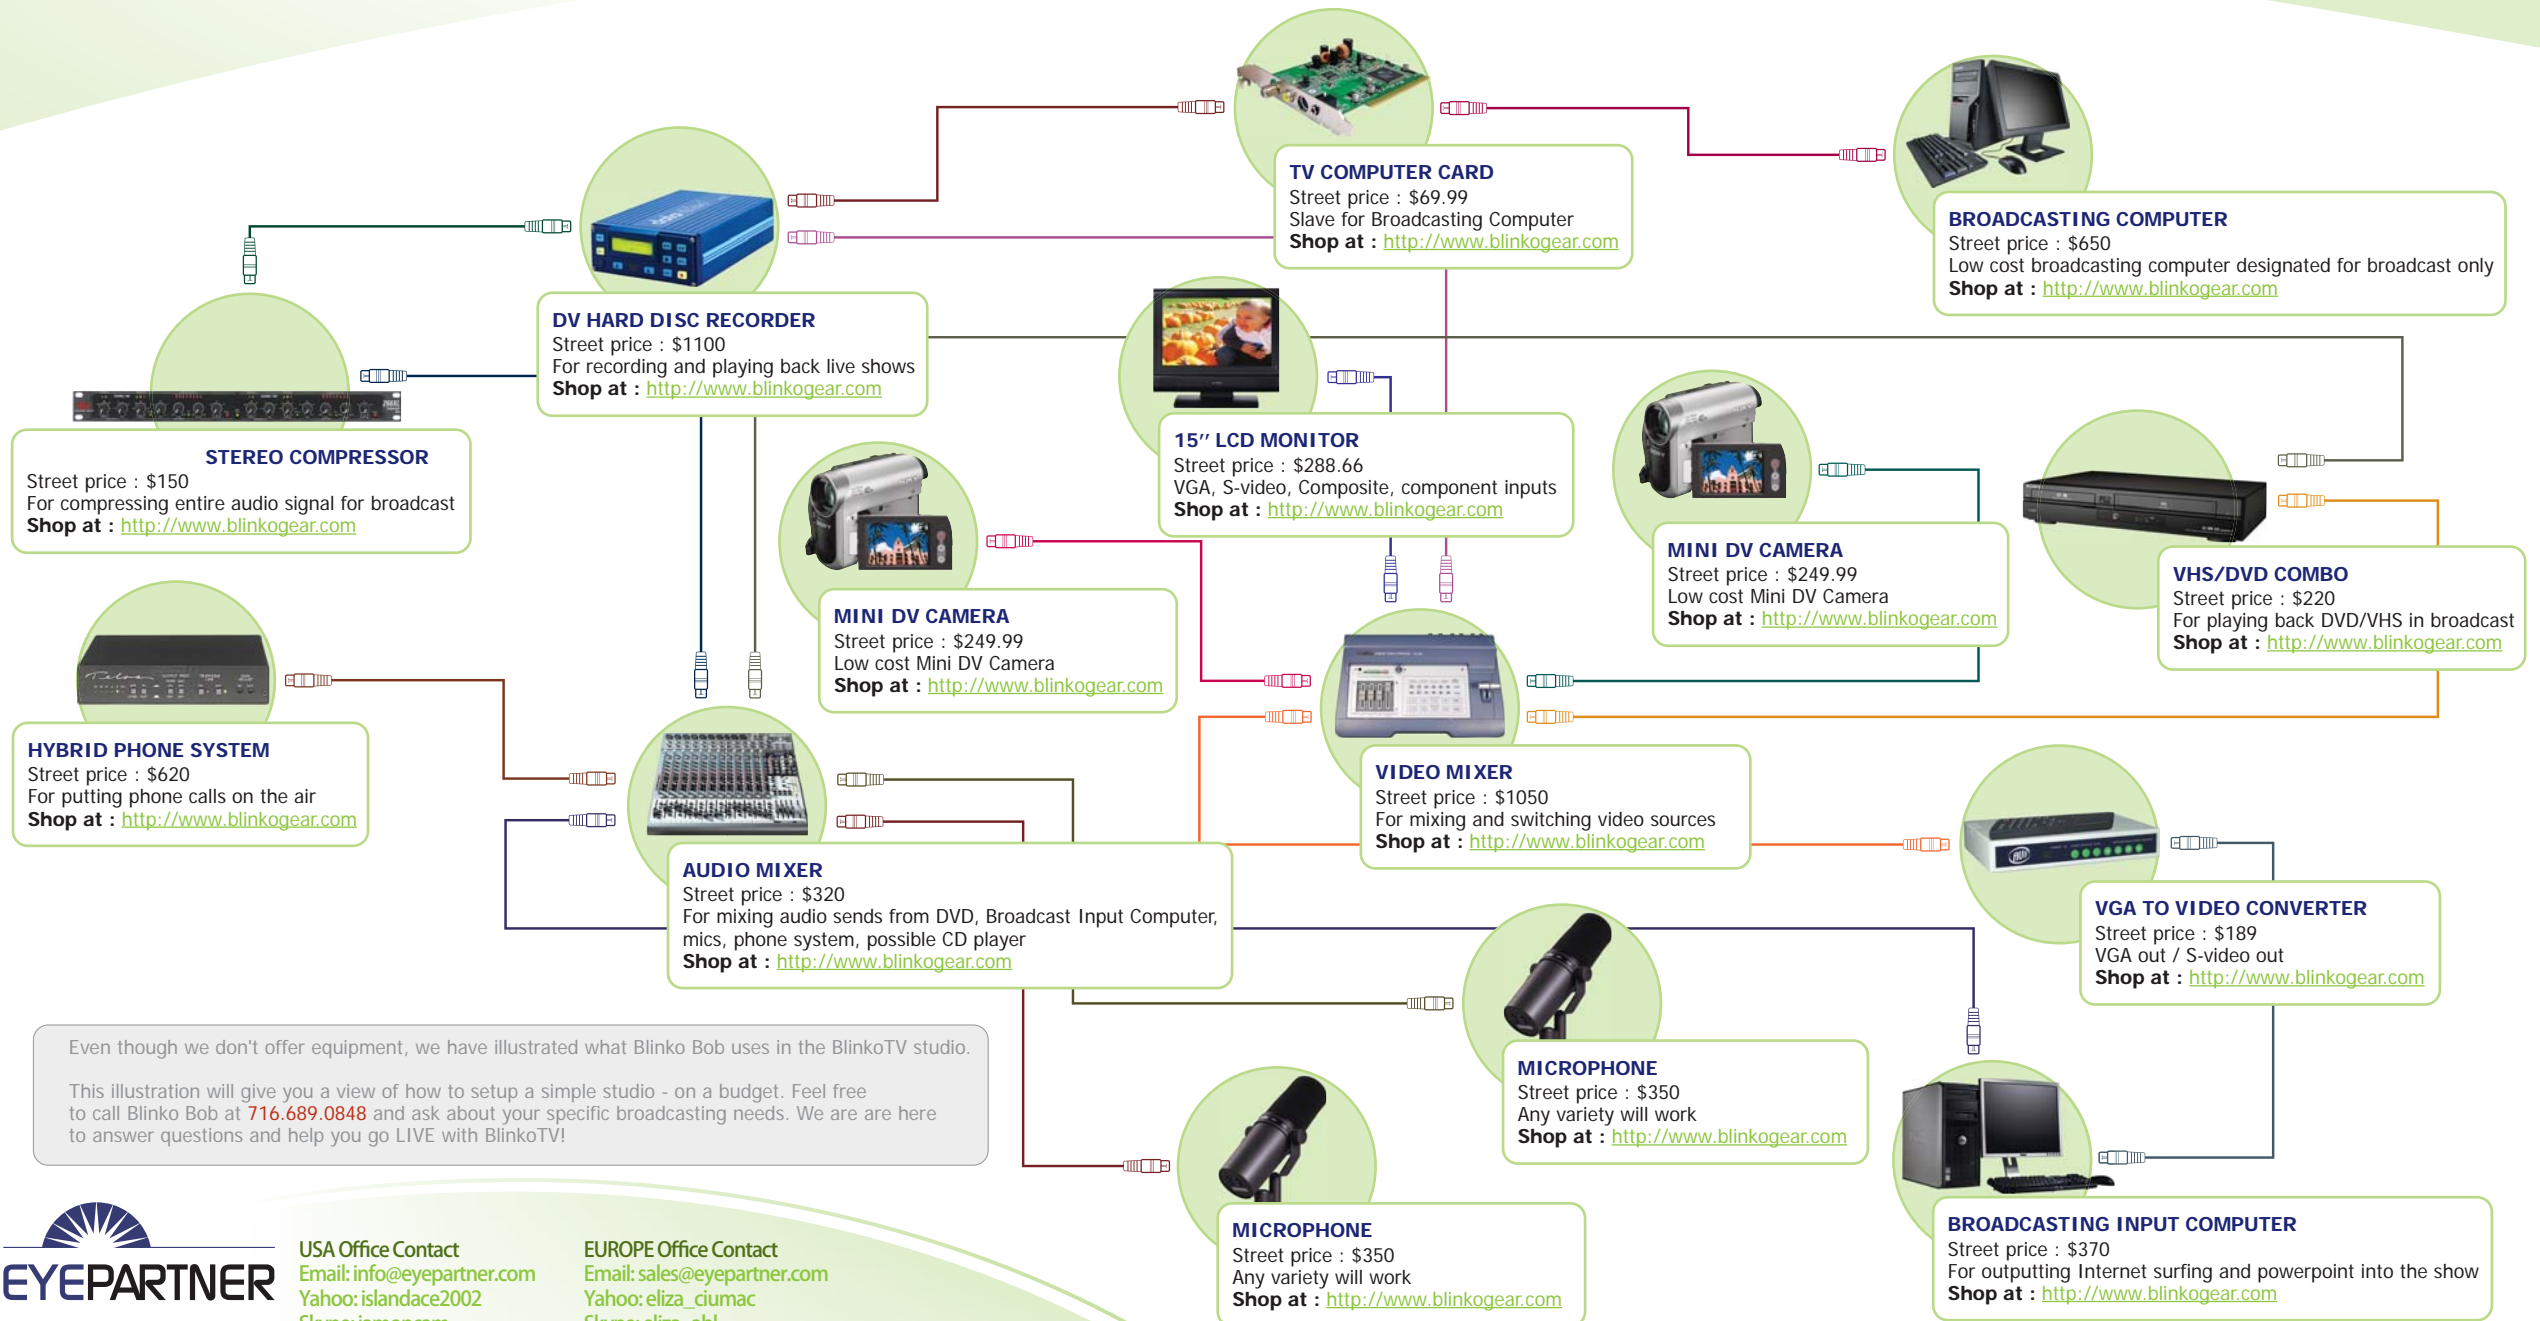 TV COMPUTER CARD
Street price : $69.99
Slave for Broadcasting Computer
Shop at : http://www.blinkogear.com
BROADCASTING COMPUTER
Street price : $650
Low cost broadcasting computer designated for broadcast only
Shop at : http://www.blinkogear.com
DV HARD DISC RECORDER
Street price : $1100
For recording and playing back live shows
Shop at : http://www.blinkogear.com
STEREO COMPRESSOR
Street price : $150
For compressing entire audio signal for broadcast
Shop at : http://www.blinkogear.com
15’’ LCD MONITOR
Street price : $288.66
VGA, S-video, Composite, component inputs
Shop at : http://www.blinkogear.com
MINI DV CAMERA
Street price : $249.99
Low cost Mini DV Camera
Shop at : http://www.blinkogear.com
MINI DV CAMERA
Street price : $249.99
Low cost Mini DV Camera
Shop at : http://www.blinkogear.com
VHS/DVD COMBO
Street price : $220
For playing back DVD/VHS in broadcast
Shop at : http://www.blinkogear.com
Telos
HYBRID PHONE SYSTEM
Street price : $620
For putting phone calls on the air
Shop at : http://www.blinkogear.com
VIDEO MIXER
Street price : $1050
For mixing and switching video sources
Shop at : http://www.blinkogear.com
AUDIO MIXER
Street price : $320
For mixing audio sends from DVD, Broadcast Input Computer,
mics, phone system, possible CD player
Shop at : http://www.blinkogear.com
VGA TO VIDEO CONVERTER
Street price : $189
VGA out / S-video out
Shop at : http://www.blinkogear.com
MICROPHONE
Street price : $350
Any variety will work
Shop at : http://www.blinkogear.com
MICROPHONE
Street price : $350
Any variety will work
Shop at : http://www.blinkogear.com
BROADCASTING INPUT COMPUTER
Street price : $370
For outputting Internet surfing and powerpoint into the show
Shop at : http://www.blinkogear.com
Even though we don't offer equipment, we have illustrated what Blinko Bob uses in the BlinkoTV studio.
This illustration will give you a view of how to setup a simple studio - on a budget. Feel free
to call Blinko Bob at 716.689.0848 and ask about your specific broadcasting needs. We are are here
to answer questions and help you go LIVE with BlinkoTV!
EYEPARTNER
USA Office Contact
Email: info@eyepartner.com
Yahoo: islandace2002
EUROPE Office Contact
Email: sales@eyepartner.com
Yahoo: eliza_ciumac